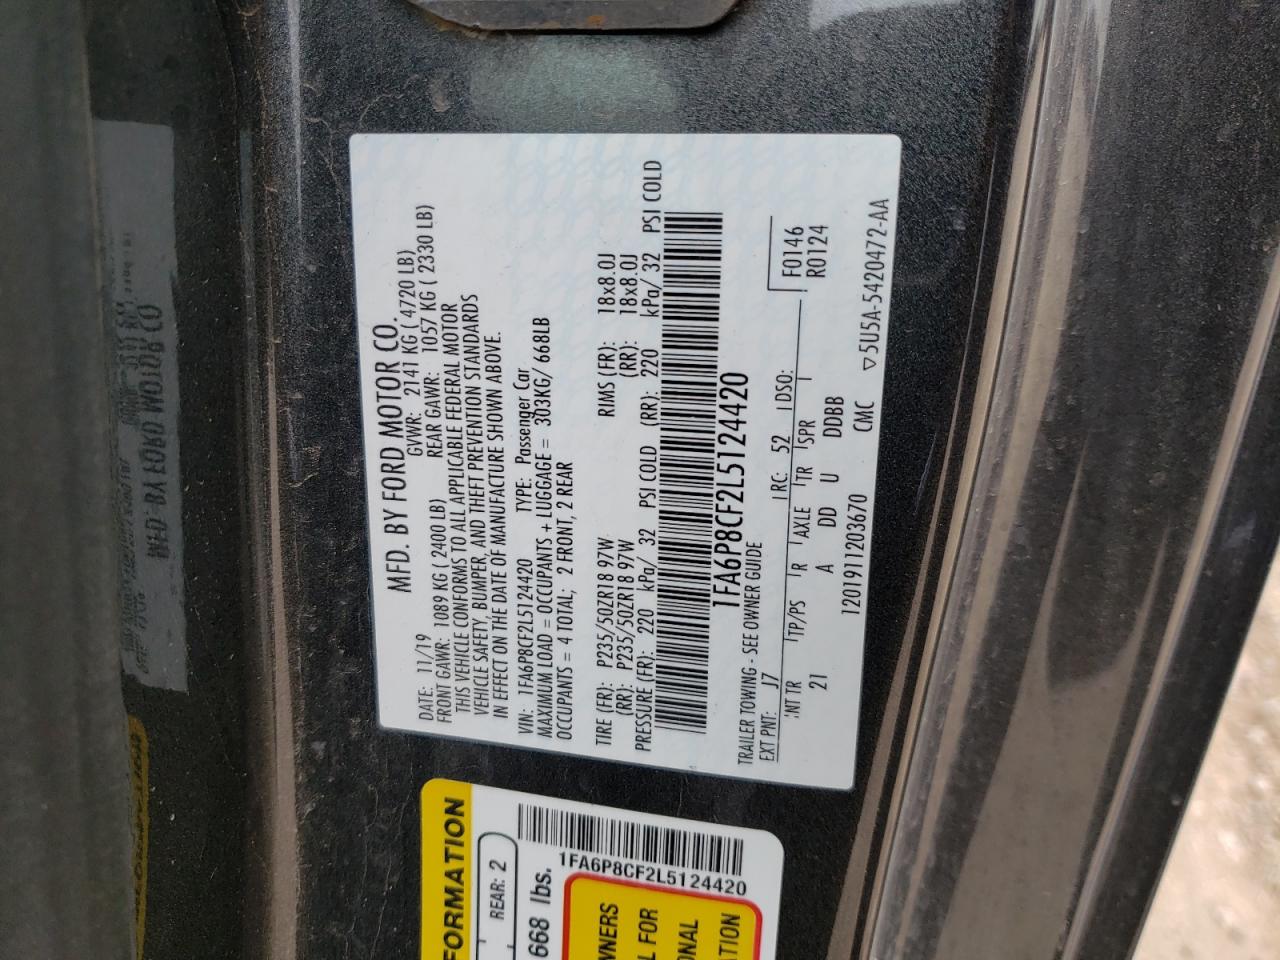 MFD. BY FORD MOTOR CO.
DATE: 11/19 GVWR: 2141 KG ( 4720 LB)
FRONT GAWR: 1089 KG ( 2400 LB) REAR GAWR: 1057 KG ( 2330 LB)
THIS VEHICLE CONFORMS TO ALL APPLICABLE FEDERAL MOTOR
VEHICLE SAFETY, BUMPER, AND THEFT PREVENTION STANDARDS
IN EFFECT ON THE DATE OF MANUFACTURE SHOWN ABOVE.
VIN: 1FA6P8CF2L5124420 TYPE: Passenger Car
MAXIMUM LOAD = OCCUPANTS + LUGGAGE = 303KG/ 668LB
OCCUPANTS = 4 TOTAL; 2 FRONT, 2 REAR
TIRE (FR): P235/50ZR18 97W RIMS (FR): 18x8.0J
(RR): P235/50ZR18 97W (RR): 18x8.0J
PRESSURE (FR): 220 kPa/ 32 PSI COLD (RR): 220 kPa/ 32 PSI COLD
1FA6P8CF2L5124420
TRAILER TOWING - SEE OWNER GUIDE
EXT PNT: J7 RC: 52 DSO: F0146
INT TR TP/PS R AXLE TR SPR R0124
21 A DD U DDBB
1201911203670 CMC ▽5U5A-5420472-AA
FORMATION
REAR: 2
668 lbs.
1FA6P8CF2L5124420
WNERS
L FOR
ONAL
TION